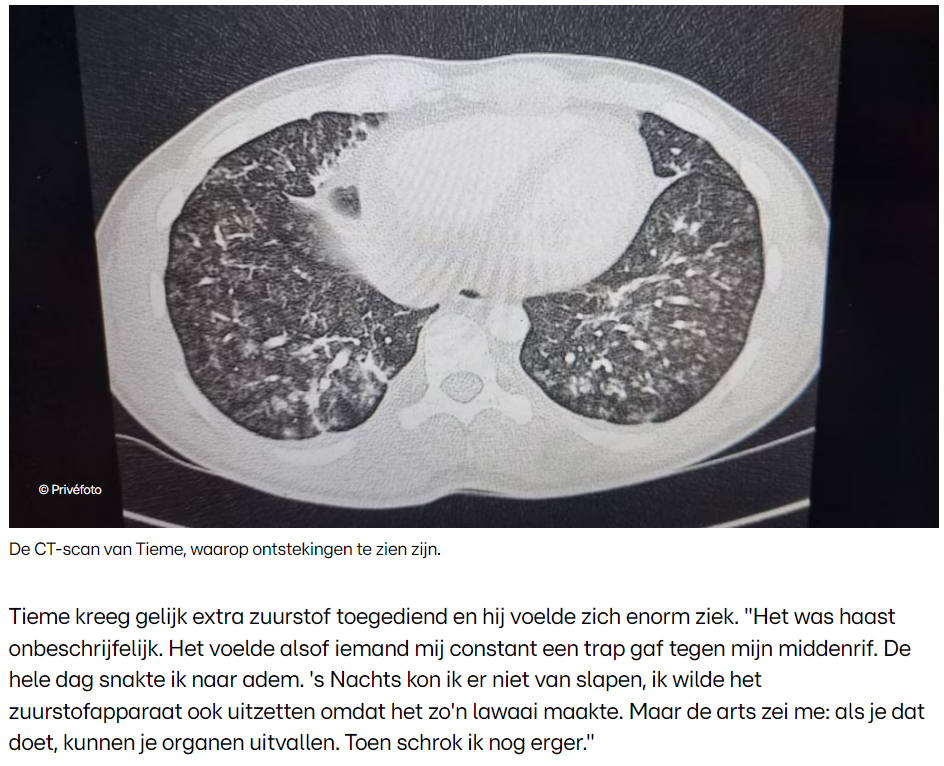 © Privéfoto
De CT-scan van Tieme, waarop ontstekingen te zien zijn.
Tieme kreeg gelijk extra zuurstof toegediend en hij voelde zich enorm ziek. "Het was haast
onbeschrijfelijk. Het voelde alsof iemand mij constant een trap gaf tegen mijn middenrif. De
hele dag snakte ik naar adem. 's Nachts kon ik er niet van slapen, ik wilde het
zuurstofapparaat ook uitzetten omdat het zo'n lawaai maakte. Maar de arts zei me: als je dat
doet, kunnen je organen uitvallen. Toen schrok ik nog erger."